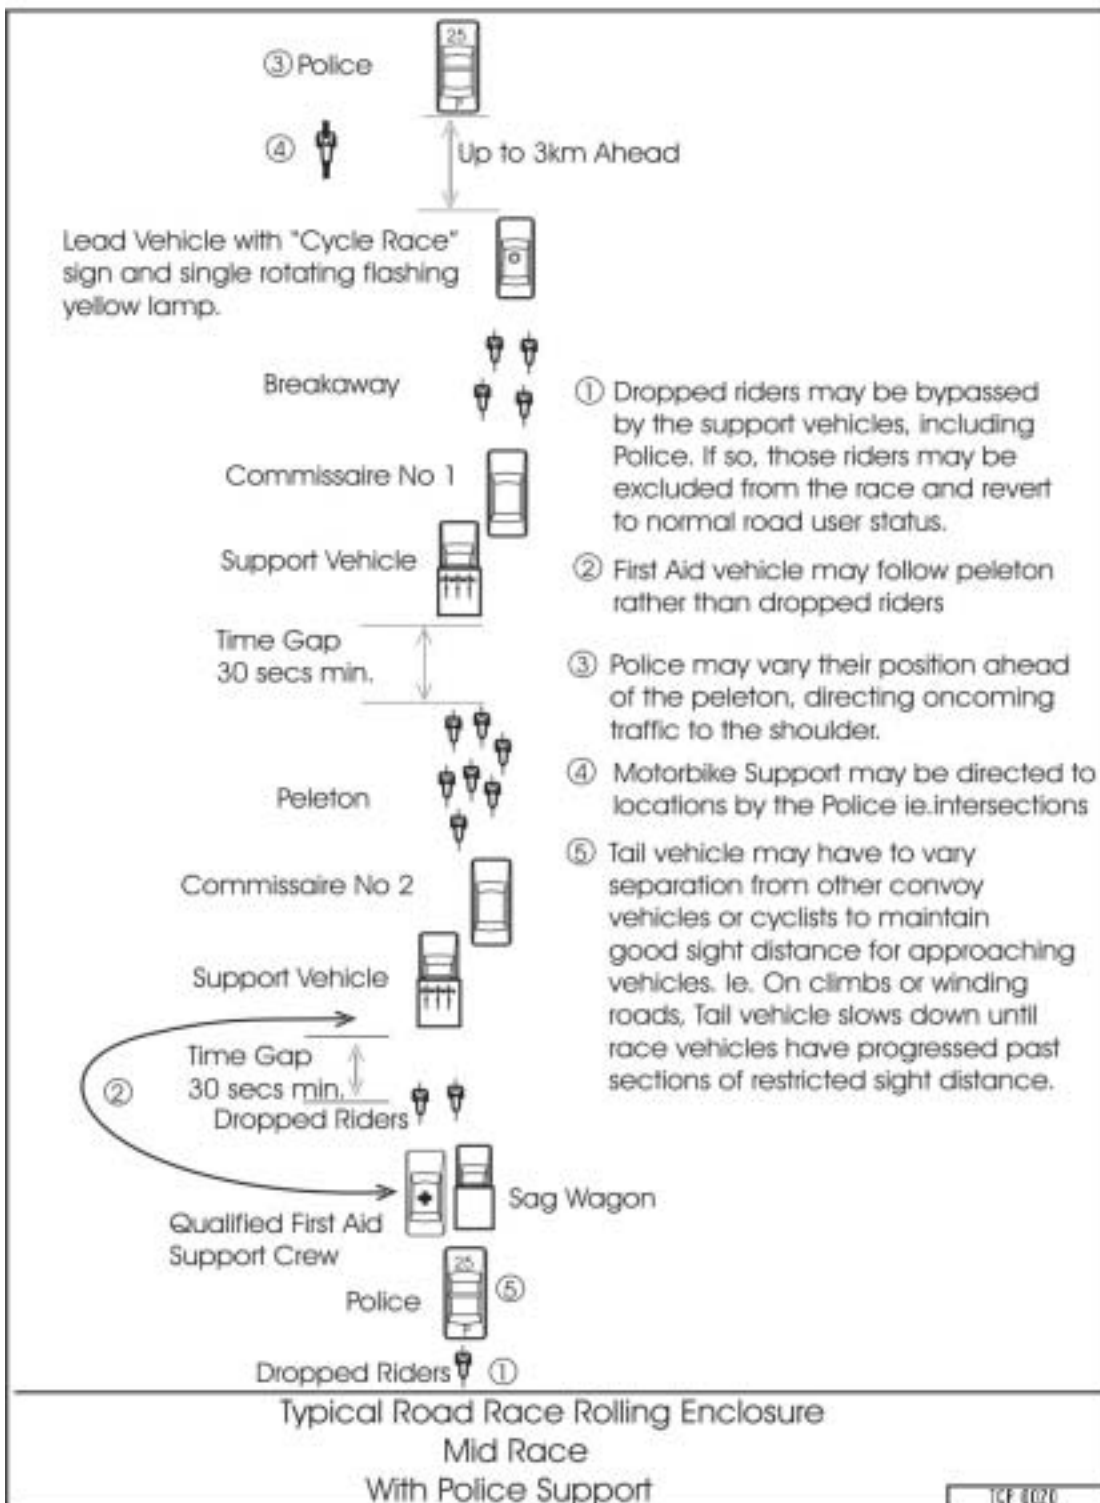 25
③ Police
P
④
Up to 3km Ahead
Lead Vehicle with "Cycle Race"
sign and single rotating flashing
yellow lamp.
Breakaway
Commissaire No 1
Support Vehicle
Time Gap
30 secs min.
Peleton
Commissaire No 2
Support Vehicle
Time Gap
② 30 secs min.
Dropped Riders
Sag Wagon
Qualified First Aid
Support Crew
25
Police ⑤
P
Dropped Riders ①
① Dropped riders may be bypassed
by the support vehicles, including
Police. If so, those riders may be
excluded from the race and revert
to normal road user status.
② First Aid vehicle may follow peleton
rather than dropped riders
③ Police may vary their position ahead
of the peleton, directing oncoming
traffic to the shoulder.
④ Motorbike Support may be directed to
locations by the Police ie.intersections
⑤ Tail vehicle may have to vary
separation from other convoy
vehicles or cyclists to maintain
good sight distance for approaching
vehicles. Ie. On climbs or winding
roads, Tail vehicle slows down until
race vehicles have progressed past
sections of restricted sight distance.
Typical Road Race Rolling Enclosure
Mid Race
With Police Support